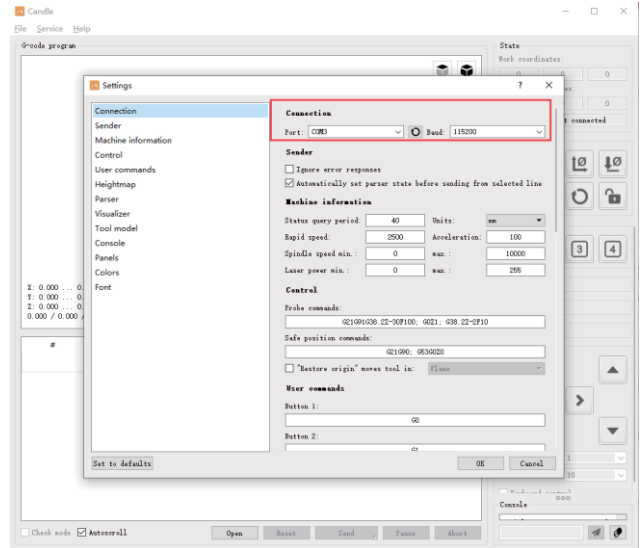 Candle
File Service Help
G-code program
State
Work coordinates:
0 0 0
0
t connected
Settings ? ×
Connection
Sender
Machine information
Control
User commands
Heightmap
Parser
Visualizer
Tool model
Console
Panels
Colors
Font
Connection
Port: COM3 Baud: 115200
Sender
Ignore error responses
Automatically set parser state before sending from selected line
Machine information
Status query period: 40 Units: mm
Rapid speed: 2500 Acceleration: 100
Spindle speed min.: 0 max.: 10000
Laser power min.: 0 max.: 255
Control
Probe commands:
G21G91G38.2Z-30F100; G0Z1; G38.2Z-2F10
Safe position commands:
G21G90; G53G0Z0
"Restore origin" moves tool in: Plane
User commands
Button 1:
G0
Button 2:
G1
Set to defaults OK Cancel
X: 0.000 ... 0.
Y: 0.000 ... 0.
Z: 0.000 ... 0.
0.000 / 0.000 /
#
3 4
1
10
Console
Check mode Autoscroll Open Reset Send Pause Abort